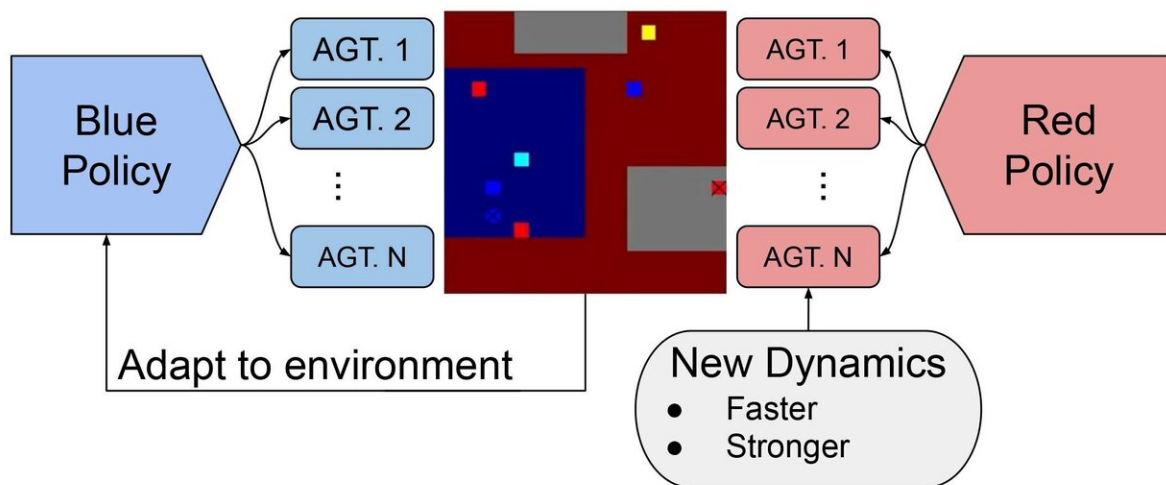 Blue
Policy
AGT. 1
AGT. 2
⋮
AGT. N
AGT. 1
AGT. 2
⋮
AGT. N
Red
Policy
Adapt to environment
New Dynamics
● Faster
● Stronger